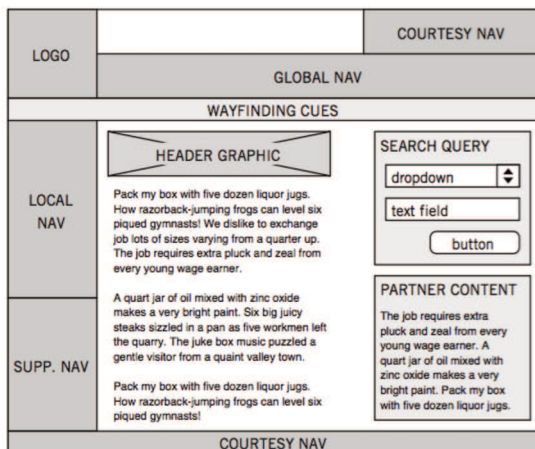 LOGO
COURTESY NAV
GLOBAL NAV
WAYFINDING CUES
LOCAL
NAV
SUPP. NAV
HEADER GRAPHIC
Pack my box with five dozen liquor jugs.
How razorback-jumping frogs can level six
piqued gymnasts! We dislike to exchange
job lots of sizes varying from a quarter up.
The job requires extra pluck and zeal from
every young wage earner.
A quart jar of oil mixed with zinc oxide
makes a very bright paint. Six big juicy
steaks sizzled in a pan as five workmen left
the quarry. The juke box music puzzled a
gentle visitor from a quaint valley town.
Pack my box with five dozen liquor jugs.
How razorback-jumping frogs can level six
piqued gymnasts!
SEARCH QUERY
dropdown
text field
button
PARTNER CONTENT
The job requires extra
pluck and zeal from every
young wage earner. A
quart jar of oil mixed with
zinc oxide makes a very
bright paint. Pack my box
with five dozen liquor jugs.
COURTESY NAV